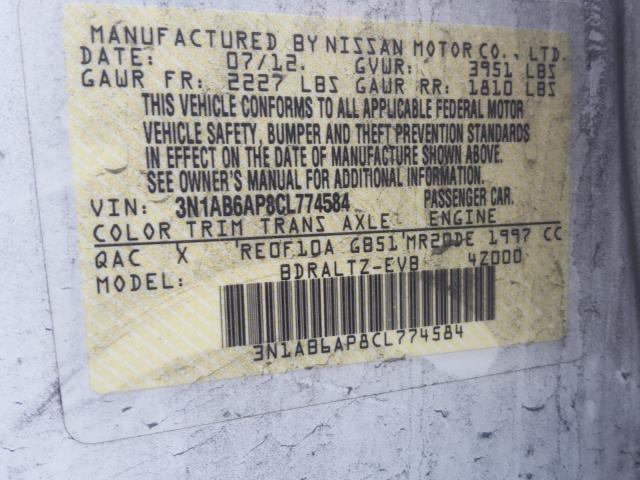 MANUFACTURED BY NISSAN MOTOR CO., LTD.
DATE: 07/12. GVWR: 3951 LBS
GAWR FR: 2227 LBS GAWR RR: 1810 LBS
THIS VEHICLE CONFORMS TO ALL APPLICABLE FEDERAL MOTOR
VEHICLE SAFETY, BUMPER AND THEFT PREVENTION STANDARDS
IN EFFECT ON THE DATE OF MANUFACTURE SHOWN ABOVE.
SEE OWNER'S MANUAL FOR ADDITIONAL INFORMATION.
VIN: 3N1AB6AP8CL774584 PASSENGER CAR.
COLOR TRIM TRANS AXLE ENGINE
QAC X RE0F10A GB51 MR20DE 1997 CC
MODEL: BDRALTZ-EVB 4Z000
3N1AB6AP8CL774584